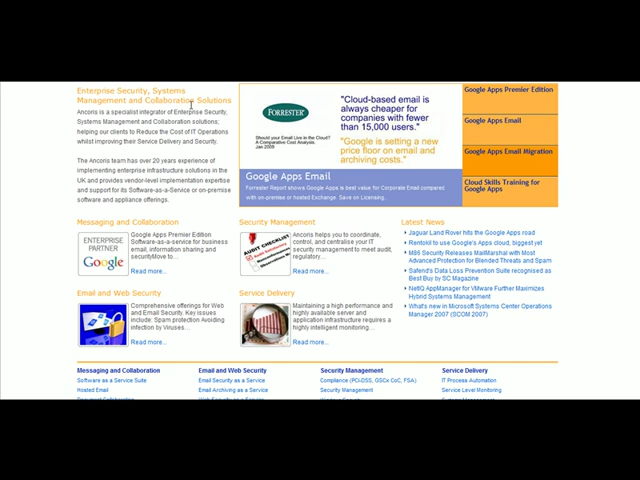 Enterprise Security, Systems
Management and Collaboration Solutions
Ancoris is a specialist integrator of Enterprise Security,
Systems Management and Collaboration solutions;
helping our clients to Reduce the Cost of IT Operations
whilst improving their Service Delivery and Security.
The Ancoris team has over 20 years experience of
implementing enterprise infrastructure solutions in the
UK and provides vendor-level implementation expertise
and support for its Software-as-a-Service or on-premise
software and appliance offerings.
FORRESTER
Should your Email Live In the Cloud?
A Comparative Cost Analysis.
Jan 2009
"Cloud-based email is
always cheaper for
companies with fewer
than 15,000 users."
"Google is setting a new
price floor on email and
archiving costs."
Google Apps Email
Forrester Report shows Google Apps is best value for Corporate Email compared
with on-premise or hosted Exchange. Save on Licensing,.
Google Apps Premier Edition
Google Apps Email
Google Apps Email Migration
Cloud Skills Training for
Google Apps
Messaging and Collaboration
ENTERPRISE
PARTNER
Google
Google Apps Premier Edition
Software-as-a-service for business
email, information sharing and
securityMove to...
Read more...
Security Management
AUDIT CHECKLIST
Ancoris helps you to coordinate,
control, and centralise your IT
security management to meet audit,
regulatory...
Read more...
Latest News
Jaguar Land Rover hits the Google Apps road
Rentokil to use Google's Apps cloud, biggest yet
M86 Security Releases MailMarshal with Most
Advanced Protection for Blended Threats and Spam
Safend's Data Loss Prevention Suite recognised as
Best Buy by SC Magazine
NetIQ AppManager for VMware Further Maximizes
Hybrid Systems Management
What's new in Microsoft Systems Center Operations
Manager 2007 (SCOM 2007)
Email and Web Security
Comprehensive offerings for Web
and Email Security. Key issues
include: Spam protection Avoiding
infection by Viruses...
Read more...
Service Delivery
Maintaining a high performance and
highly available server and
application infrastructure requires a
highly intelligent monitoring...
Read more...
Messaging and Collaboration
Software as a Service Suite
Hosted Email
Email and Web Security
Email Security as a Service
Email Archiving as a Service
Security Management
Compliance (PCI-DSS, GSCx CoC, FSA)
Security Management
Service Delivery
IT Process Automation
Service Level Monitoring